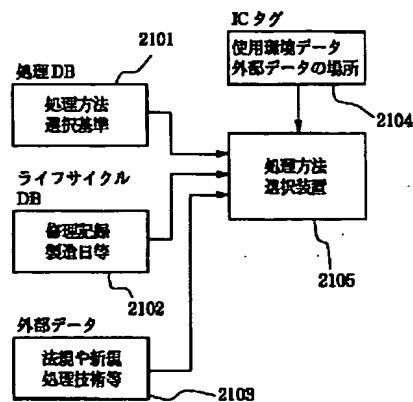 処理DB
2101
処理方法
選択基準
ライフサイクル
DB
修理記録
製造日等
2102
外部データ
法規や新規
処理技術等
2103
ICタグ
使用環境データ
外部データの場所
2104
処理方法
選択装置
2105